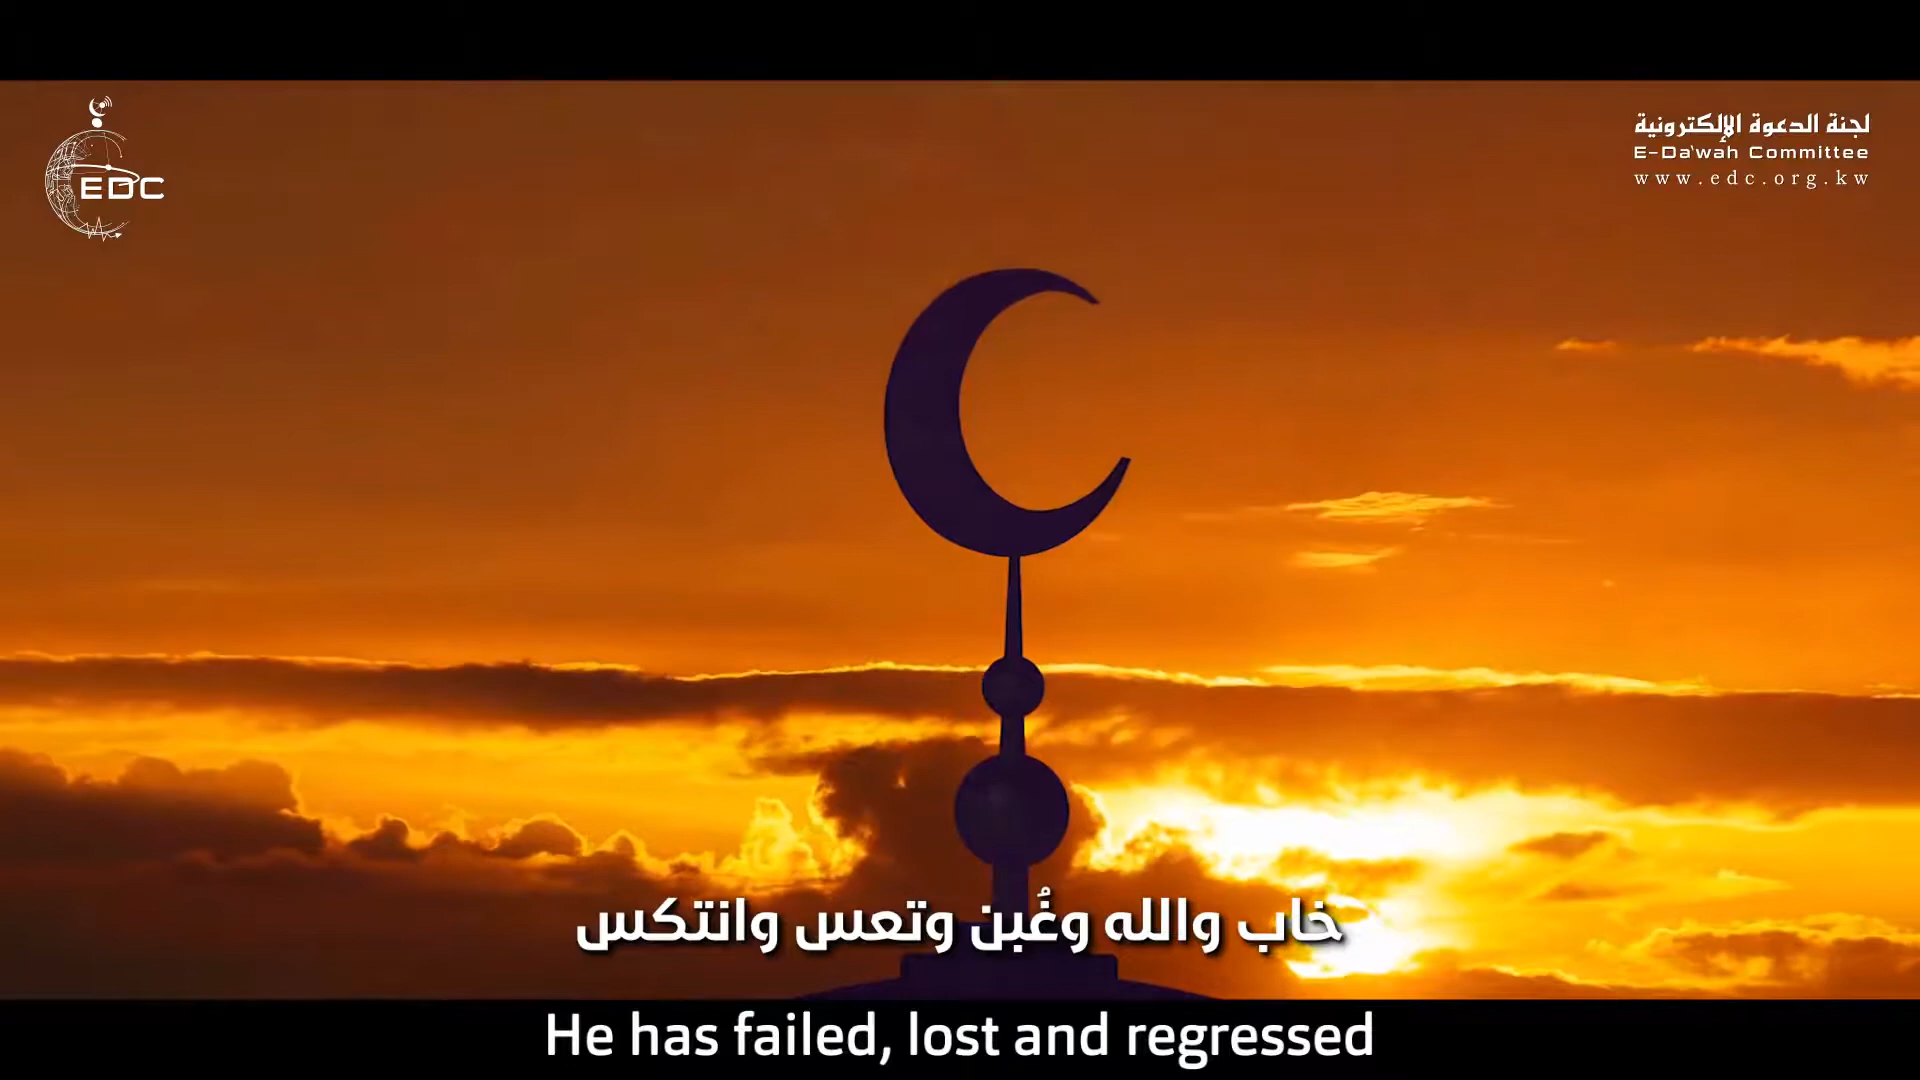 EDC
لجنة الدعوة الإلكترونية
E-Da'wah Committee
www.edc.org.kw
خاب والله وغُبن وتعس وانتكس
He has failed, lost and regressed